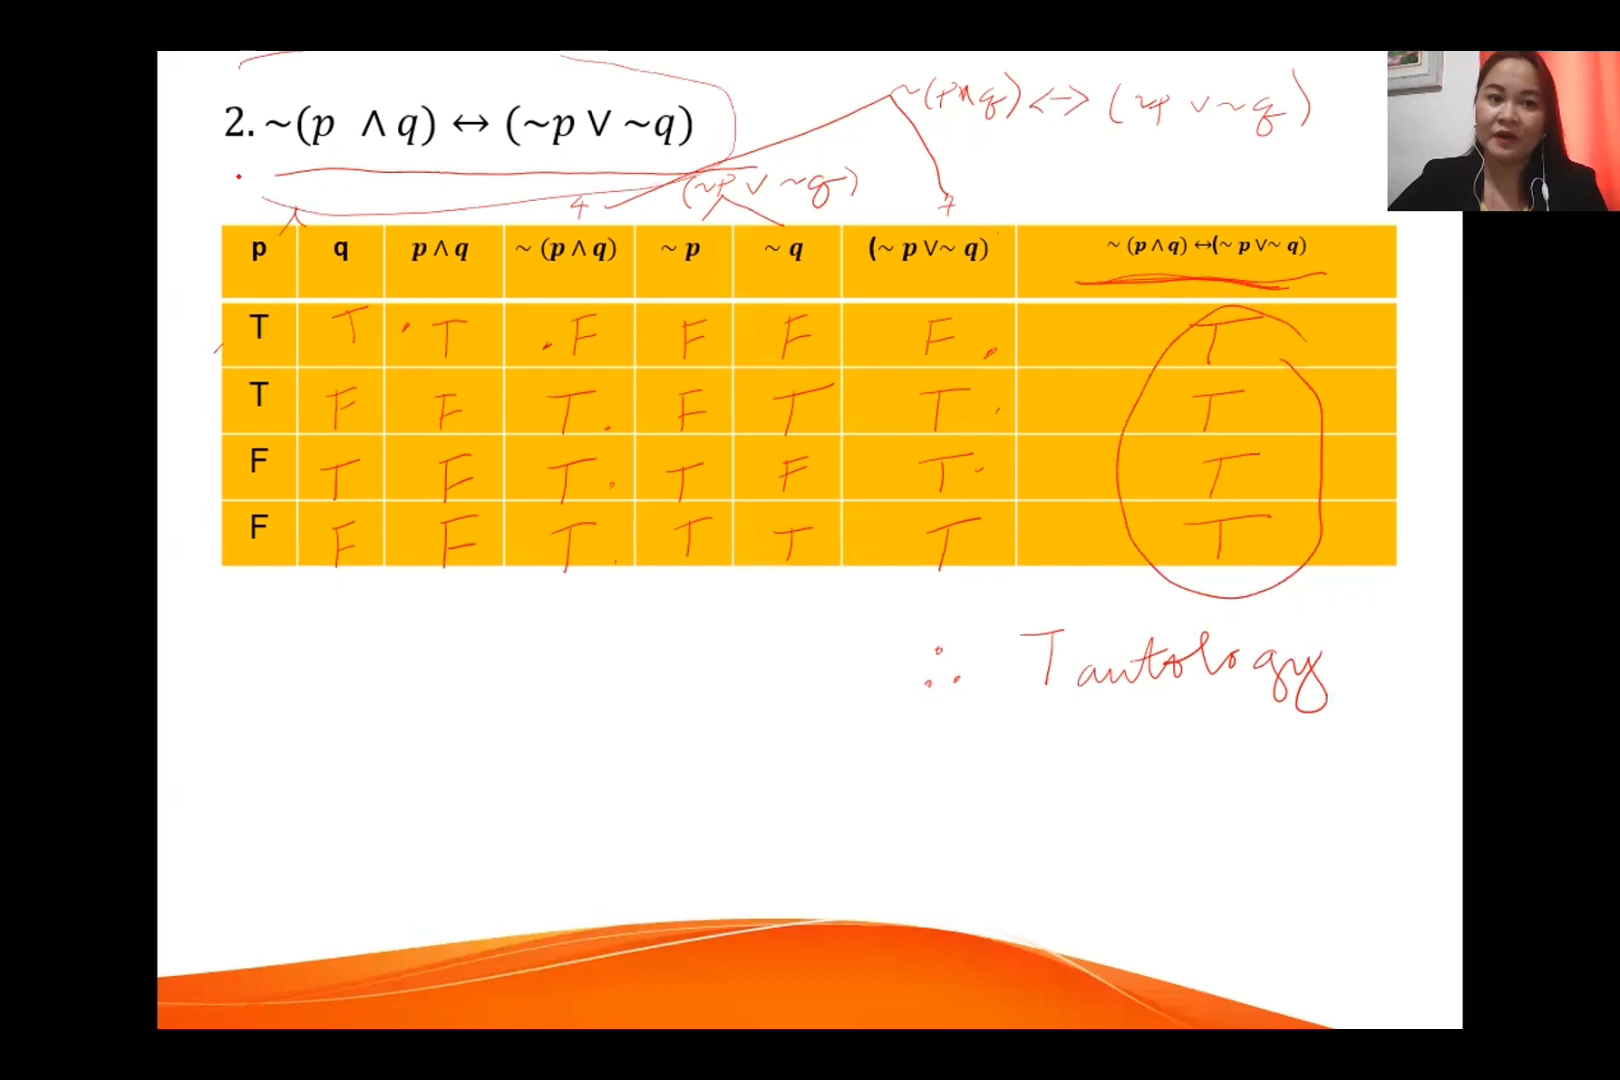 ~(p∧q) <-> (~p ∨ ~q)
2. ~(p ∧ q) ↔ (~p ∨ ~q)
(~p ∨ ~q)
4 7
p q p ∧ q ~ (p ∧ q) ~ p ~ q (~ p ∨~ q) ~ (p ∧ q) ↔(~ p ∨~ q)
T T T F F F F T
T F F T F T T T
F T F T T F T T
F F F T T T T T
∴ Tautology